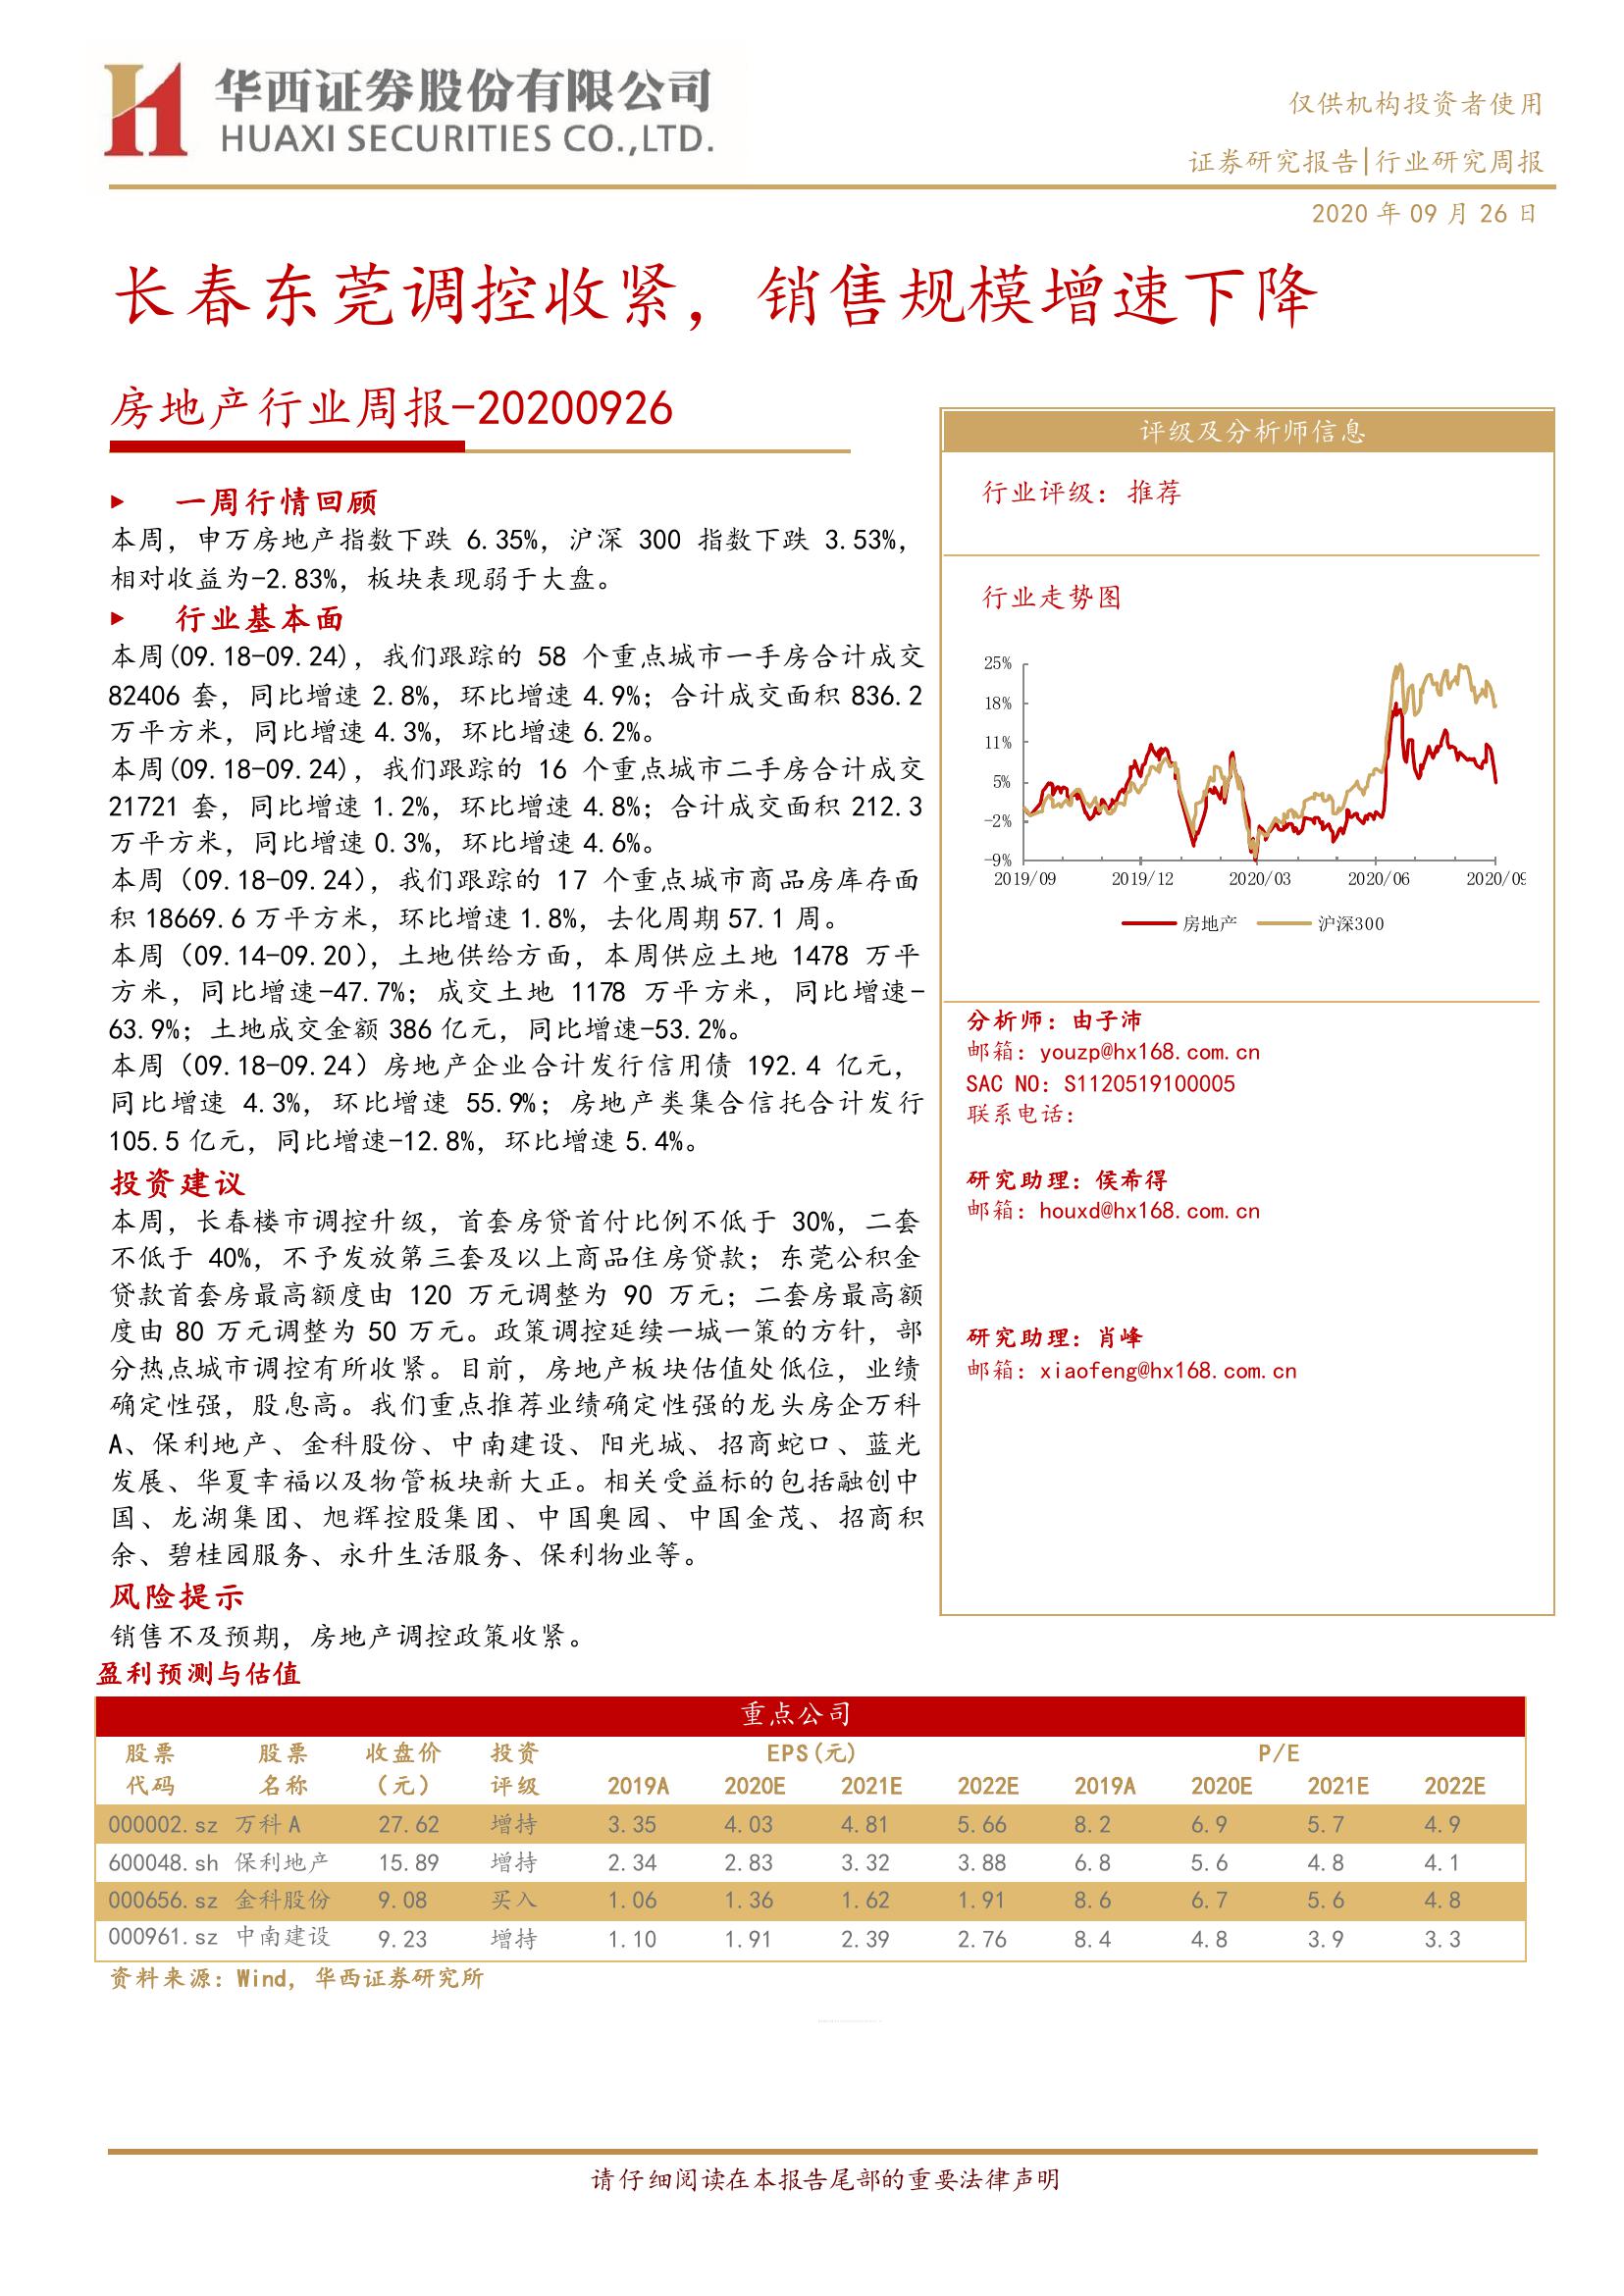 华西证券股份有限公司
HUAXI SECURITIES CO.,LTD.
仅供机构投资者使用
证券研究报告|行业研究周报
2020 年 09 月 26 日
长春东莞调控收紧，销售规模增速下降
房地产行业周报-20200926
一周行情回顾
本周，申万房地产指数下跌 6.35%，沪深 300 指数下跌 3.53%，
相对收益为-2.83%，板块表现弱于大盘。
行业基本面
本周(09.18-09.24)，我们跟踪的 58 个重点城市一手房合计成交
82406 套，同比增速 2.8%，环比增速 4.9%；合计成交面积 836.2
万平方米，同比增速 4.3%，环比增速 6.2%。
本周(09.18-09.24)，我们跟踪的 16 个重点城市二手房合计成交
21721 套，同比增速 1.2%，环比增速 4.8%；合计成交面积 212.3
万平方米，同比增速 0.3%，环比增速 4.6%。
本周（09.18-09.24），我们跟踪的 17 个重点城市商品房库存面
积 18669.6 万平方米，环比增速 1.8%，去化周期 57.1 周。
本周（09.14-09.20），土地供给方面，本周供应土地 1478 万平
方米，同比增速-47.7%；成交土地 1178 万平方米，同比增速-
63.9%；土地成交金额 386 亿元，同比增速-53.2%。
本周（09.18-09.24）房地产企业合计发行信用债 192.4 亿元，
同比增速 4.3%，环比增速 55.9%；房地产类集合信托合计发行
105.5 亿元，同比增速-12.8%，环比增速 5.4%。
投资建议
本周，长春楼市调控升级，首套房贷首付比例不低于 30%，二套
不低于 40%，不予发放第三套及以上商品住房贷款；东莞公积金
贷款首套房最高额度由 120 万元调整为 90 万元；二套房最高额
度由 80 万元调整为 50 万元。政策调控延续一城一策的方针，部
分热点城市调控有所收紧。目前，房地产板块估值处低位，业绩
确定性强，股息高。我们重点推荐业绩确定性强的龙头房企万科
A、保利地产、金科股份、中南建设、阳光城、招商蛇口、蓝光
发展、华夏幸福以及物管板块新大正。相关受益标的包括融创中
国、龙湖集团、旭辉控股集团、中国奥园、中国金茂、招商积
余、碧桂园服务、永升生活服务、保利物业等。
风险提示
销售不及预期，房地产调控政策收紧。
评级及分析师信息
行业评级：推荐
行业走势图
25%
18%
11%
5%
-2%
-9%
2019/09 2019/12 2020/03 2020/06 2020/09
房地产 沪深300
分析师：由子沛
邮箱：youzp@hx168.com.cn
SAC NO：S1120519100005
联系电话：
研究助理：侯希得
邮箱：houxd@hx168.com.cn
研究助理：肖峰
邮箱：xiaofeng@hx168.com.cn
盈利预测与估值
重点公司
股票 股票 收盘价 投资 EPS(元) P/E
代码 名称 （元） 评级 2019A 2020E 2021E 2022E 2019A 2020E 2021E 2022E
000002.sz 万科 A 27.62 增持 3.35 4.03 4.81 5.66 8.2 6.9 5.7 4.9
600048.sh 保利地产 15.89 增持 2.34 2.83 3.32 3.88 6.8 5.6 4.8 4.1
000656.sz 金科股份 9.08 买入 1.06 1.36 1.62 1.91 8.6 6.7 5.6 4.8
000961.sz 中南建设 9.23 增持 1.10 1.91 2.39 2.76 8.4 4.8 3.9 3.3
资料来源：Wind，华西证券研究所
请仔细阅读在本报告尾部的重要法律声明